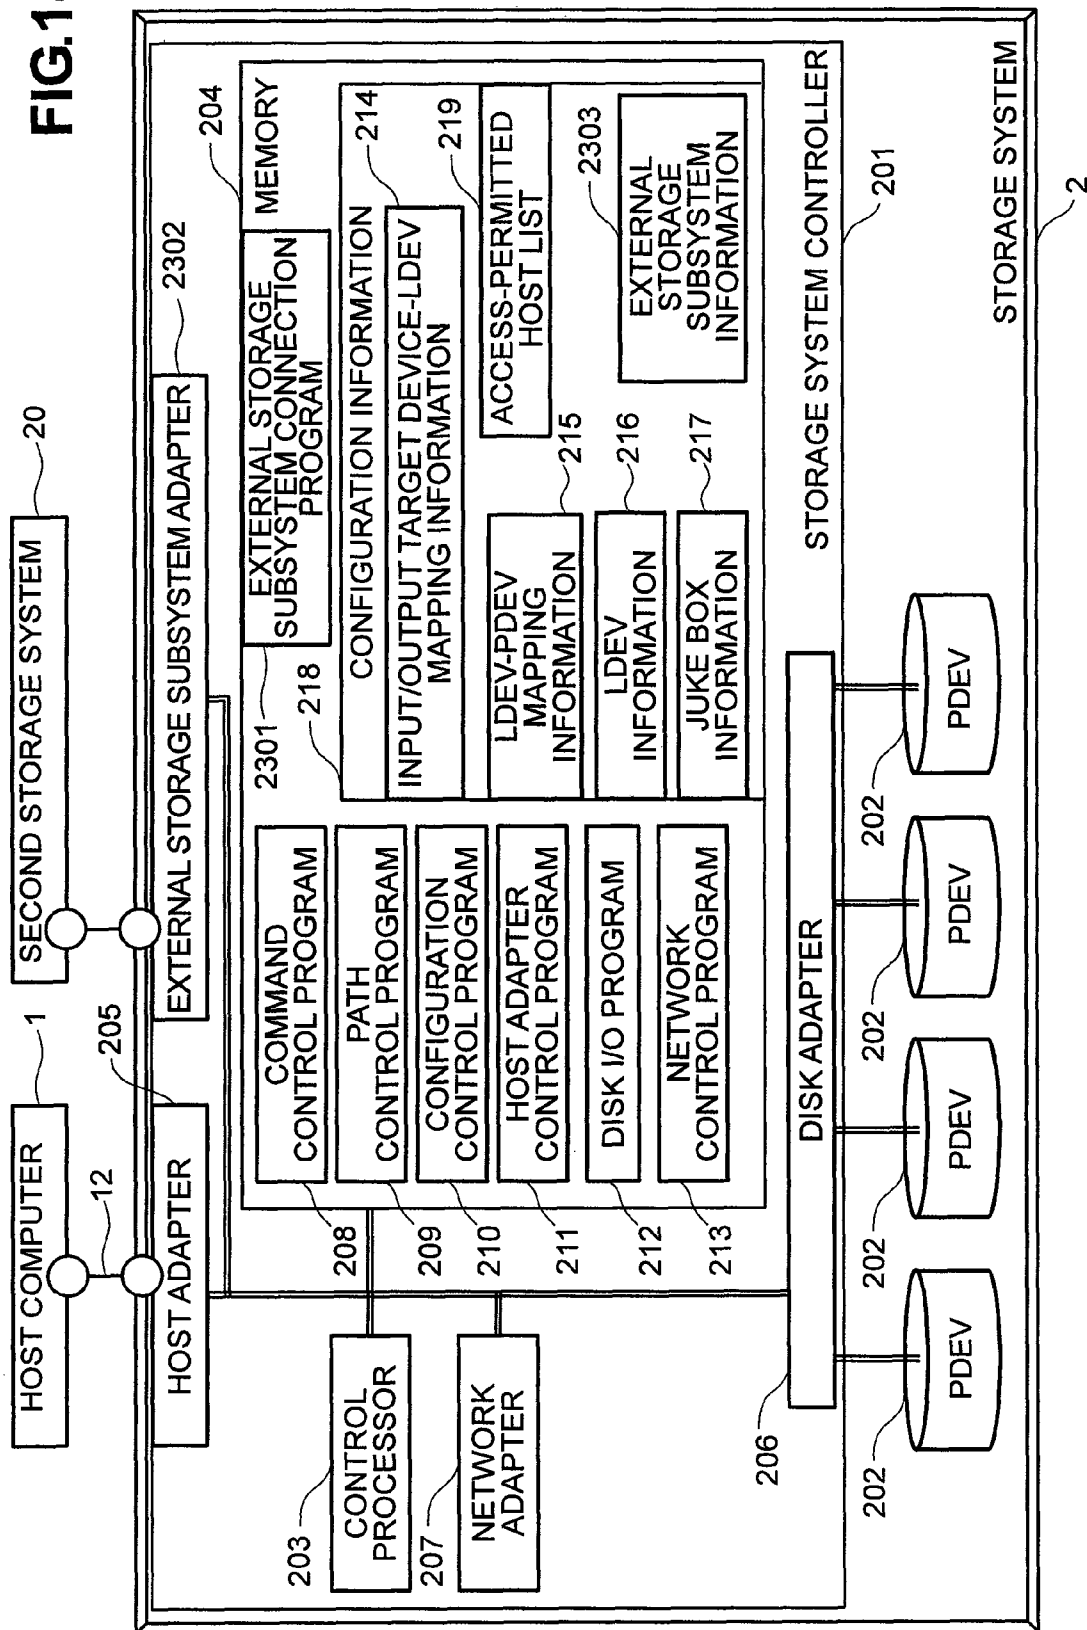 FIG.1
HOST COMPUTER
1
SECOND STORAGE SYSTEM
20
12
205
2302
HOST ADAPTER
EXTERNAL STORAGE SUBSYSTEM ADAPTER
204
MEMORY
203
CONTROL
PROCESSOR
207
NETWORK
ADAPTER
COMMAND
CONTROL PROGRAM
208
PATH
CONTROL PROGRAM
209
CONFIGURATION
CONTROL PROGRAM
210
HOST ADAPTER
CONTROL PROGRAM
211
DISK I/O PROGRAM
212
NETWORK
CONTROL PROGRAM
213
2301
EXTERNAL STORAGE
SUBSYSTEM CONNECTION
PROGRAM
218
CONFIGURATION INFORMATION
214
INPUT/OUTPUT TARGET DEVICE-LDEV
MAPPING INFORMATION
219
ACCESS-PERMITTED
HOST LIST
LDEV-PDEV
MAPPING
INFORMATION
215
LDEV
INFORMATION
216
JUKE BOX
INFORMATION
217
2303
EXTERNAL
STORAGE
SUBSYSTEM
INFORMATION
206
DISK ADAPTER
STORAGE SYSTEM CONTROLLER
201
202
PDEV
202
PDEV
202
PDEV
202
PDEV
STORAGE SYSTEM
2